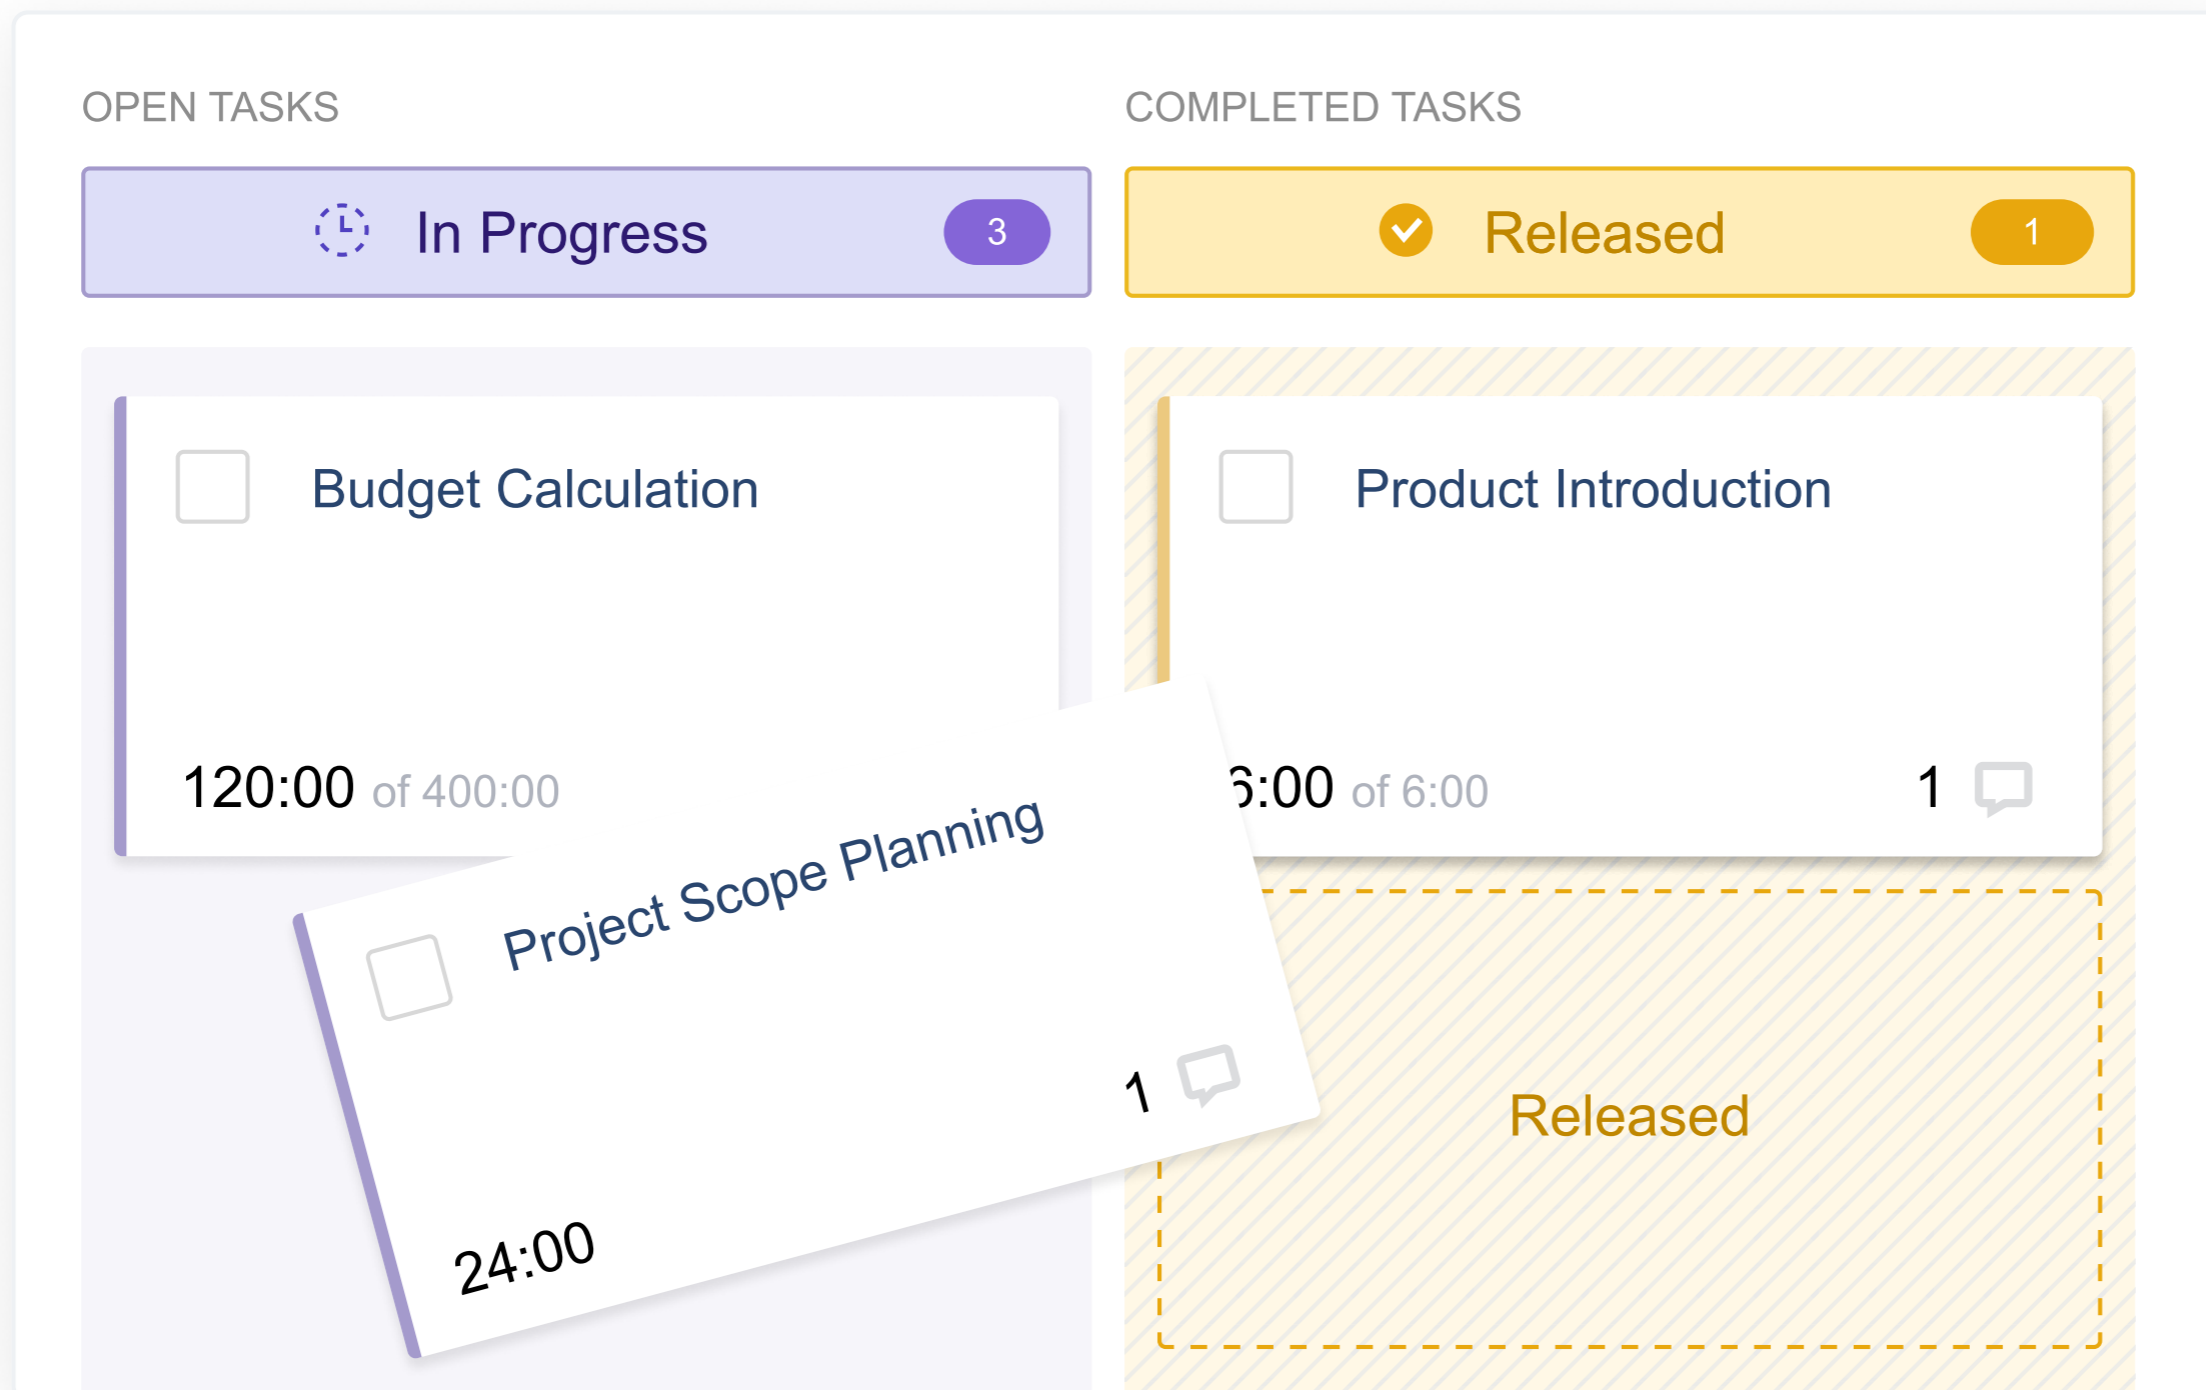 OPEN TASKS
COMPLETED TASKS
In Progress
3
Released
1
Budget Calculation
120:00 of 400:00
Product Introduction
6:00 of 6:00
1
Project Scope Planning
1
24:00
Released